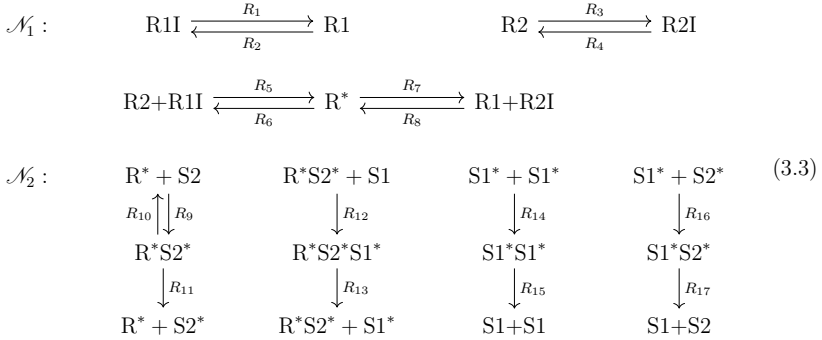 𝒩₁ : R1I R₁ R₂ R1 R2 R₃ R₄ R2I
R2+R1I R₅ R₆ R* R₇ R₈ R1+R2I
𝒩₂ : R* + S2 R*S2* + S1 S1* + S1* S1* + S2* (3.3)
R₁₀ R₉ R₁₂ R₁₄ R₁₆
R*S2* R*S2*S1* S1*S1* S1*S2*
R₁₁ R₁₃ R₁₅ R₁₇
R* + S2* R*S2* + S1* S1+S1 S1+S2